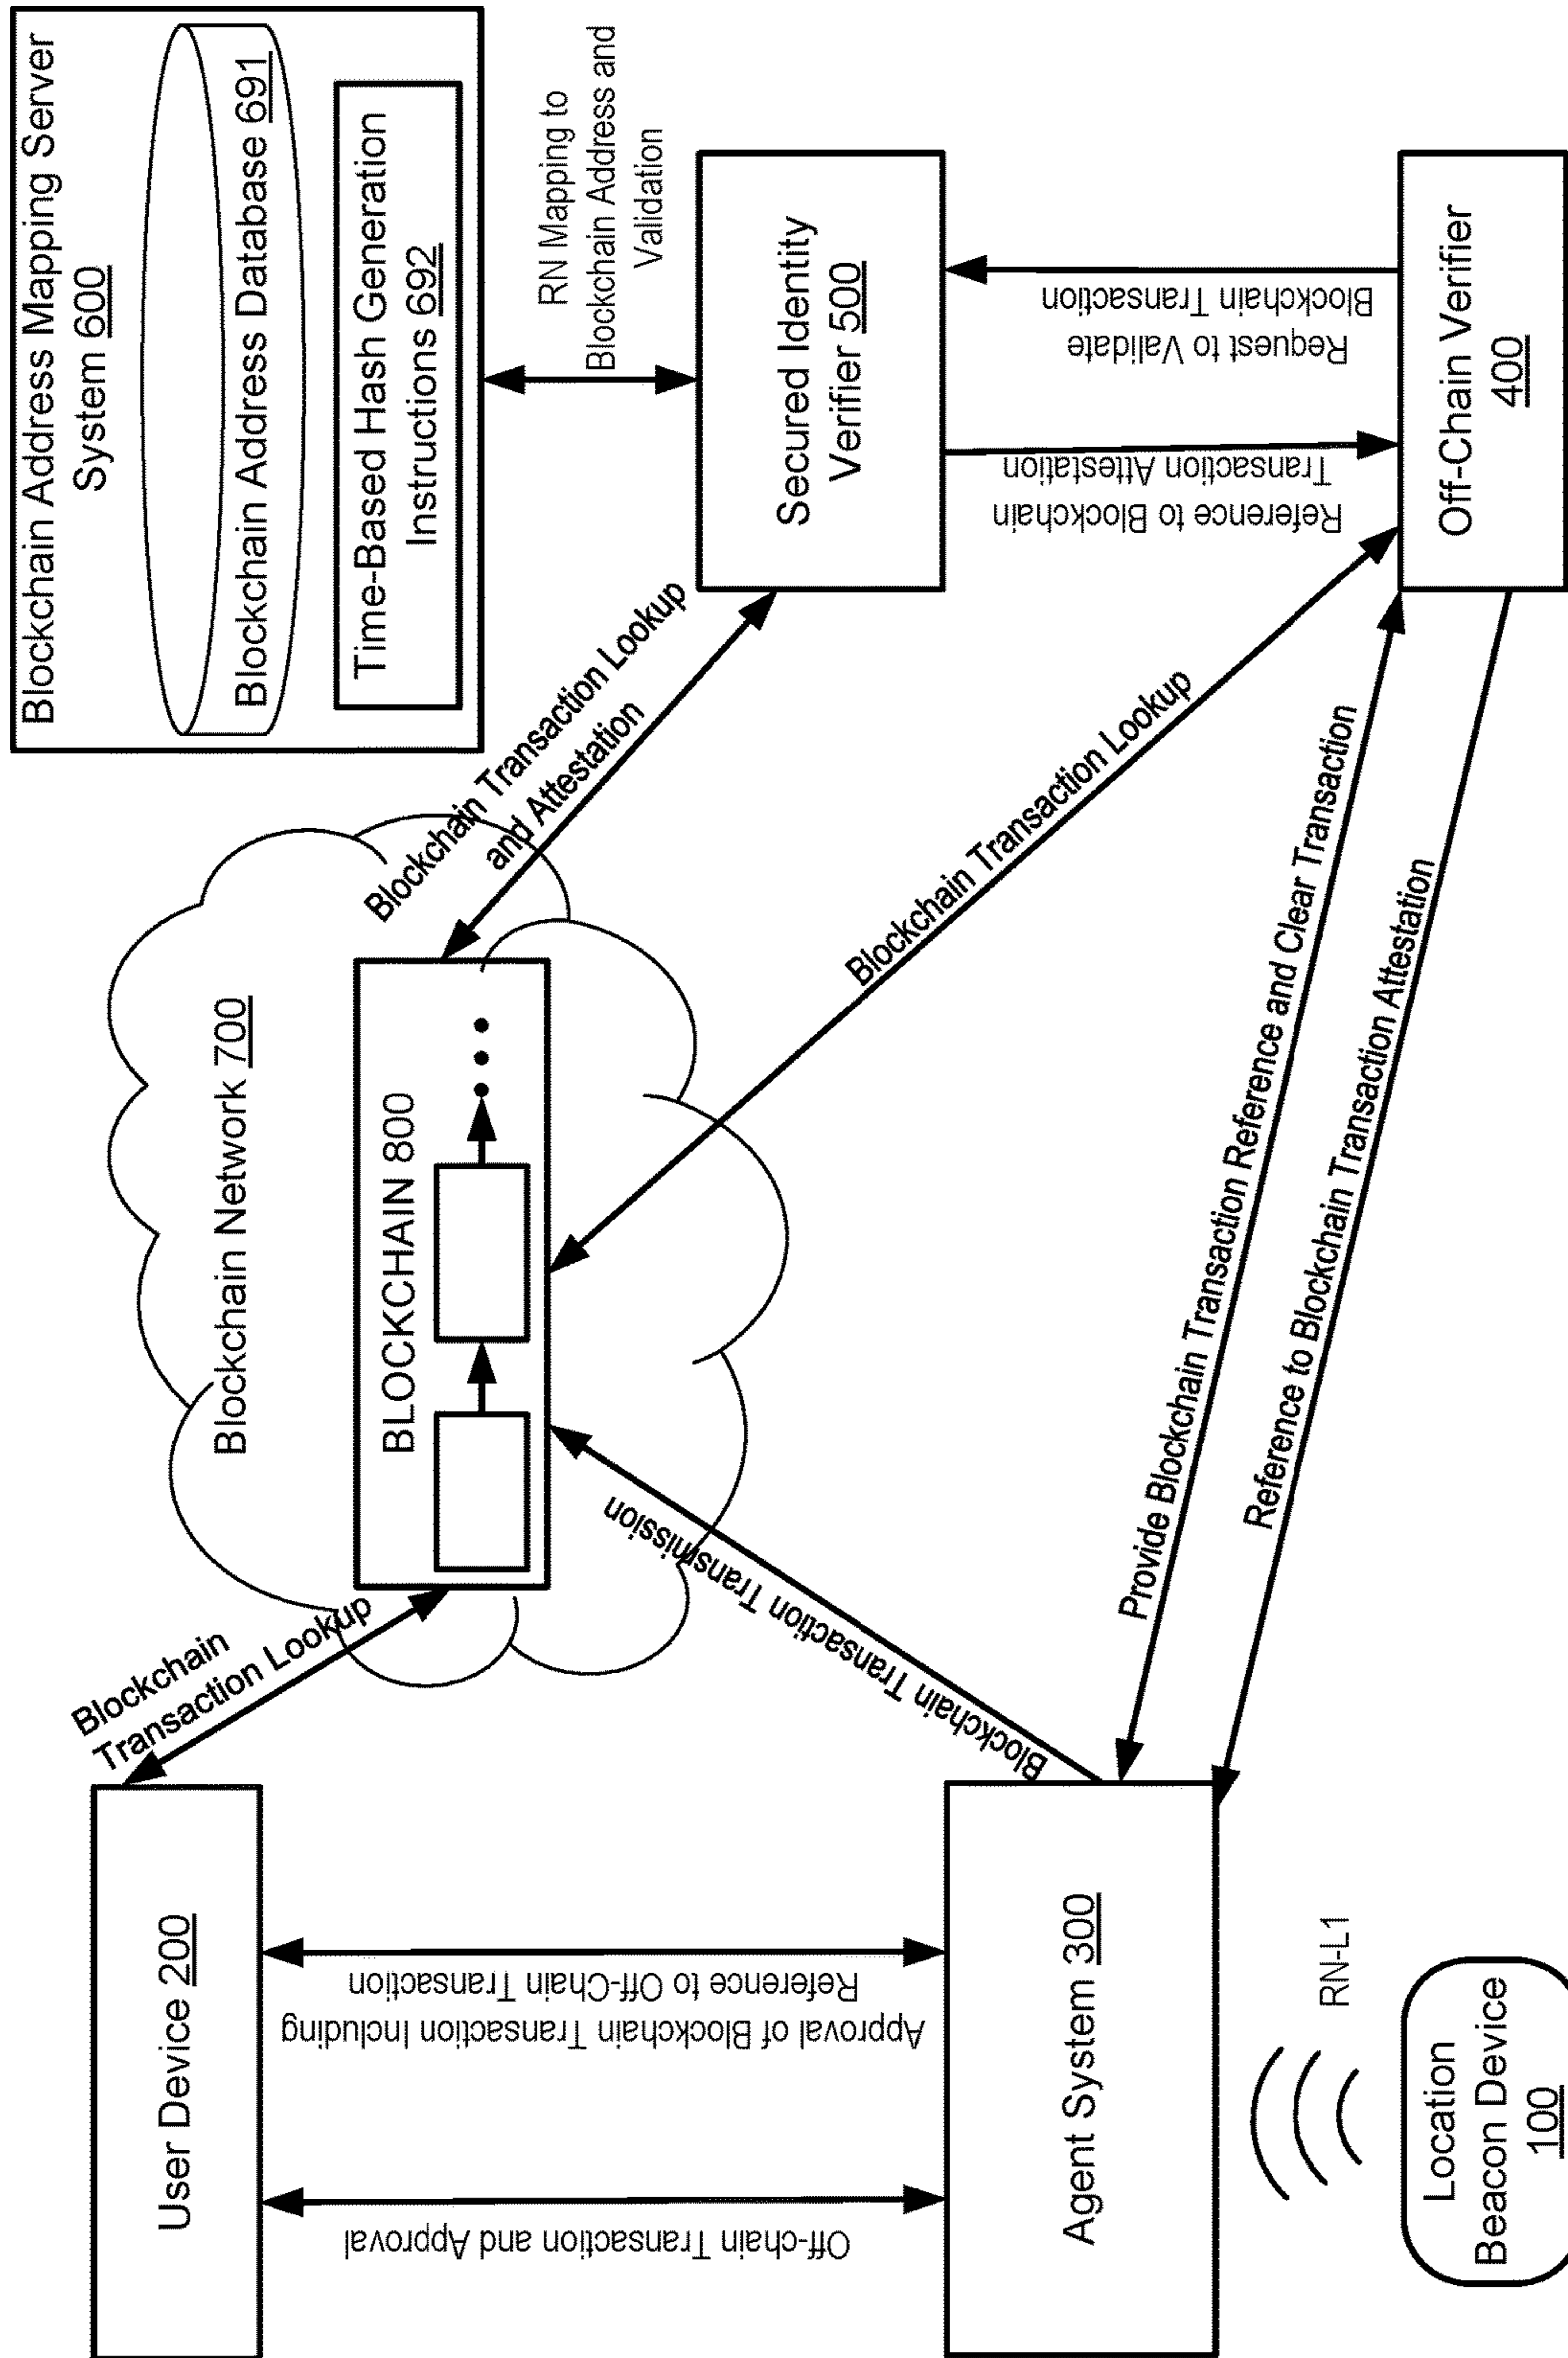 Blockchain Address Mapping Server
System 600
Blockchain Address Database 691
Time-Based Hash Generation
Instructions 692
RN Mapping to
Blockchain Address and
Validation
Secured Identity
Verifier 500
Request to Validate
Blockchain Transaction
Reference to Blockchain
Transaction Attestation
Off-Chain Verifier
400
Blockchain Network 700
BLOCKCHAIN 800
Blockchain Transaction Lookup
and Attestation
Blockchain Transaction Lookup
Provide Blockchain Transaction Reference and Clear Transaction
Reference to Blockchain Transaction Attestation
Blockchain
Transaction Lookup
Blockchain Transaction Transmission
User Device 200
Approval of Blockchain Transaction Including
Reference to Off-Chain Transaction
Off-chain Transaction and Approval
Agent System 300
RN-L1
Location
Beacon Device
100